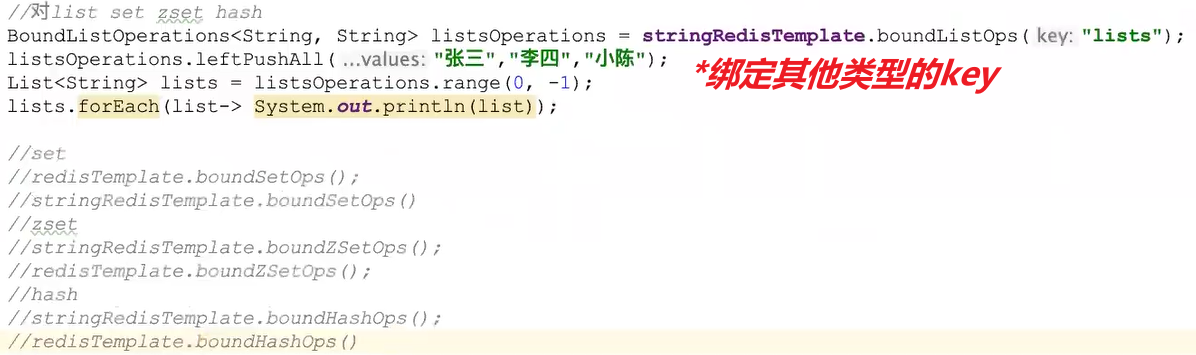 //对list set zset hash
BoundListOperations<String, String> listsOperations = stringRedisTemplate.boundListOps( key: "lists");
listsOperations.leftPushAll( ...values: "张三","李四","小陈");
*绑定其他类型的key
List<String> lists = listsOperations.range(0, -1);
lists.forEach(list-> System.out.println(list));
//set
//redisTemplate.boundSetOps();
//stringRedisTemplate.boundSetOps()
//zset
//stringRedisTemplate.boundZSetOps();
//redisTemplate.boundZSetOps();
//hash
//stringRedisTemplate.boundHashOps();
//redisTemplate.boundHashOps()